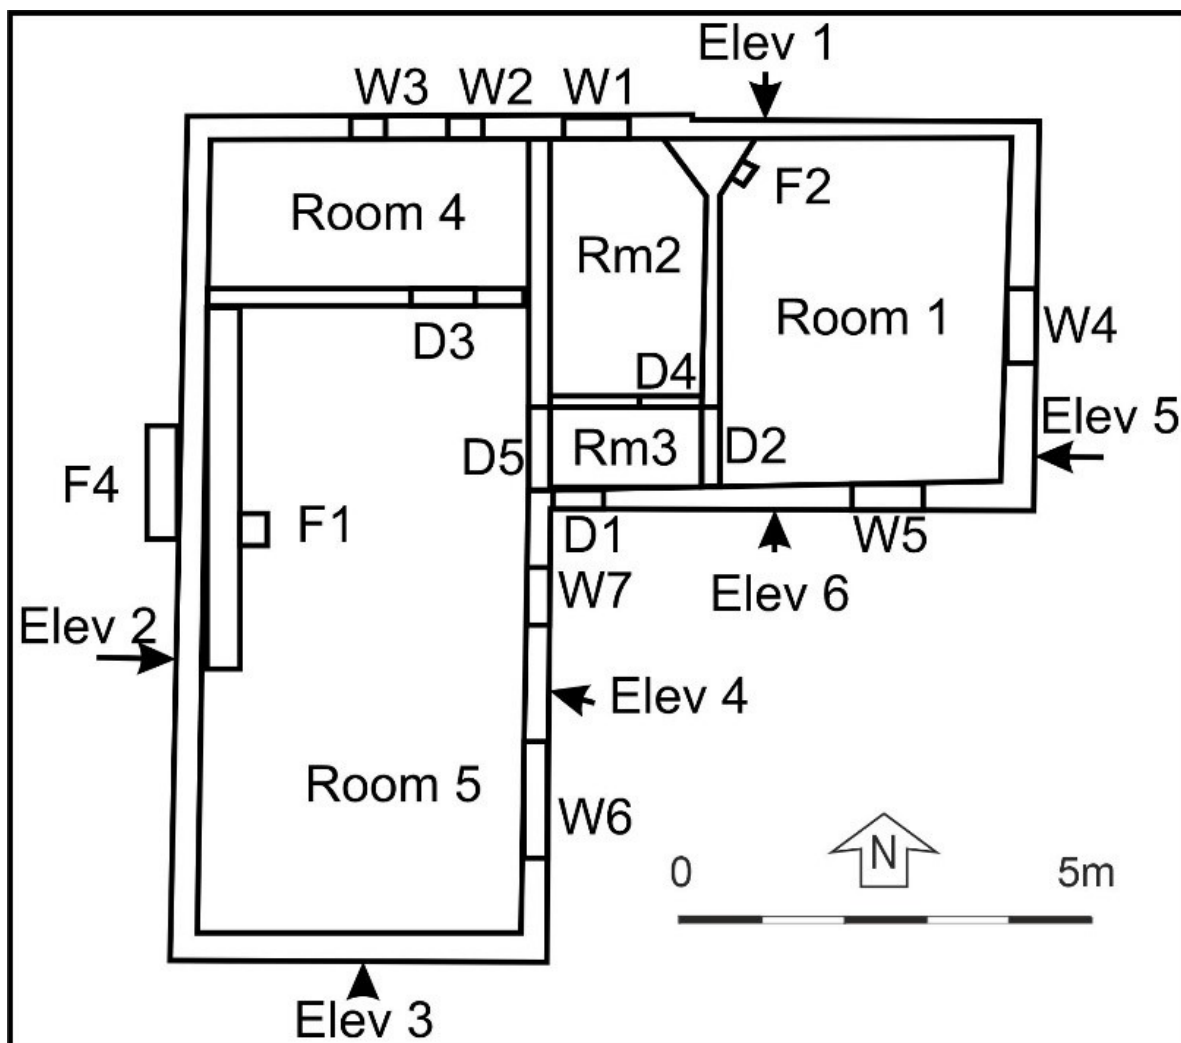 Elev 1
W3 W2 W1
F2
Room 4
Rm2
Room 1
W4
D3
D4
Elev 5
Rm3
D5 D2
F4
F1
D1 W5
W7
Elev 6
Elev 2
Elev 4
Room 5
W6
N
0 5m
Elev 3